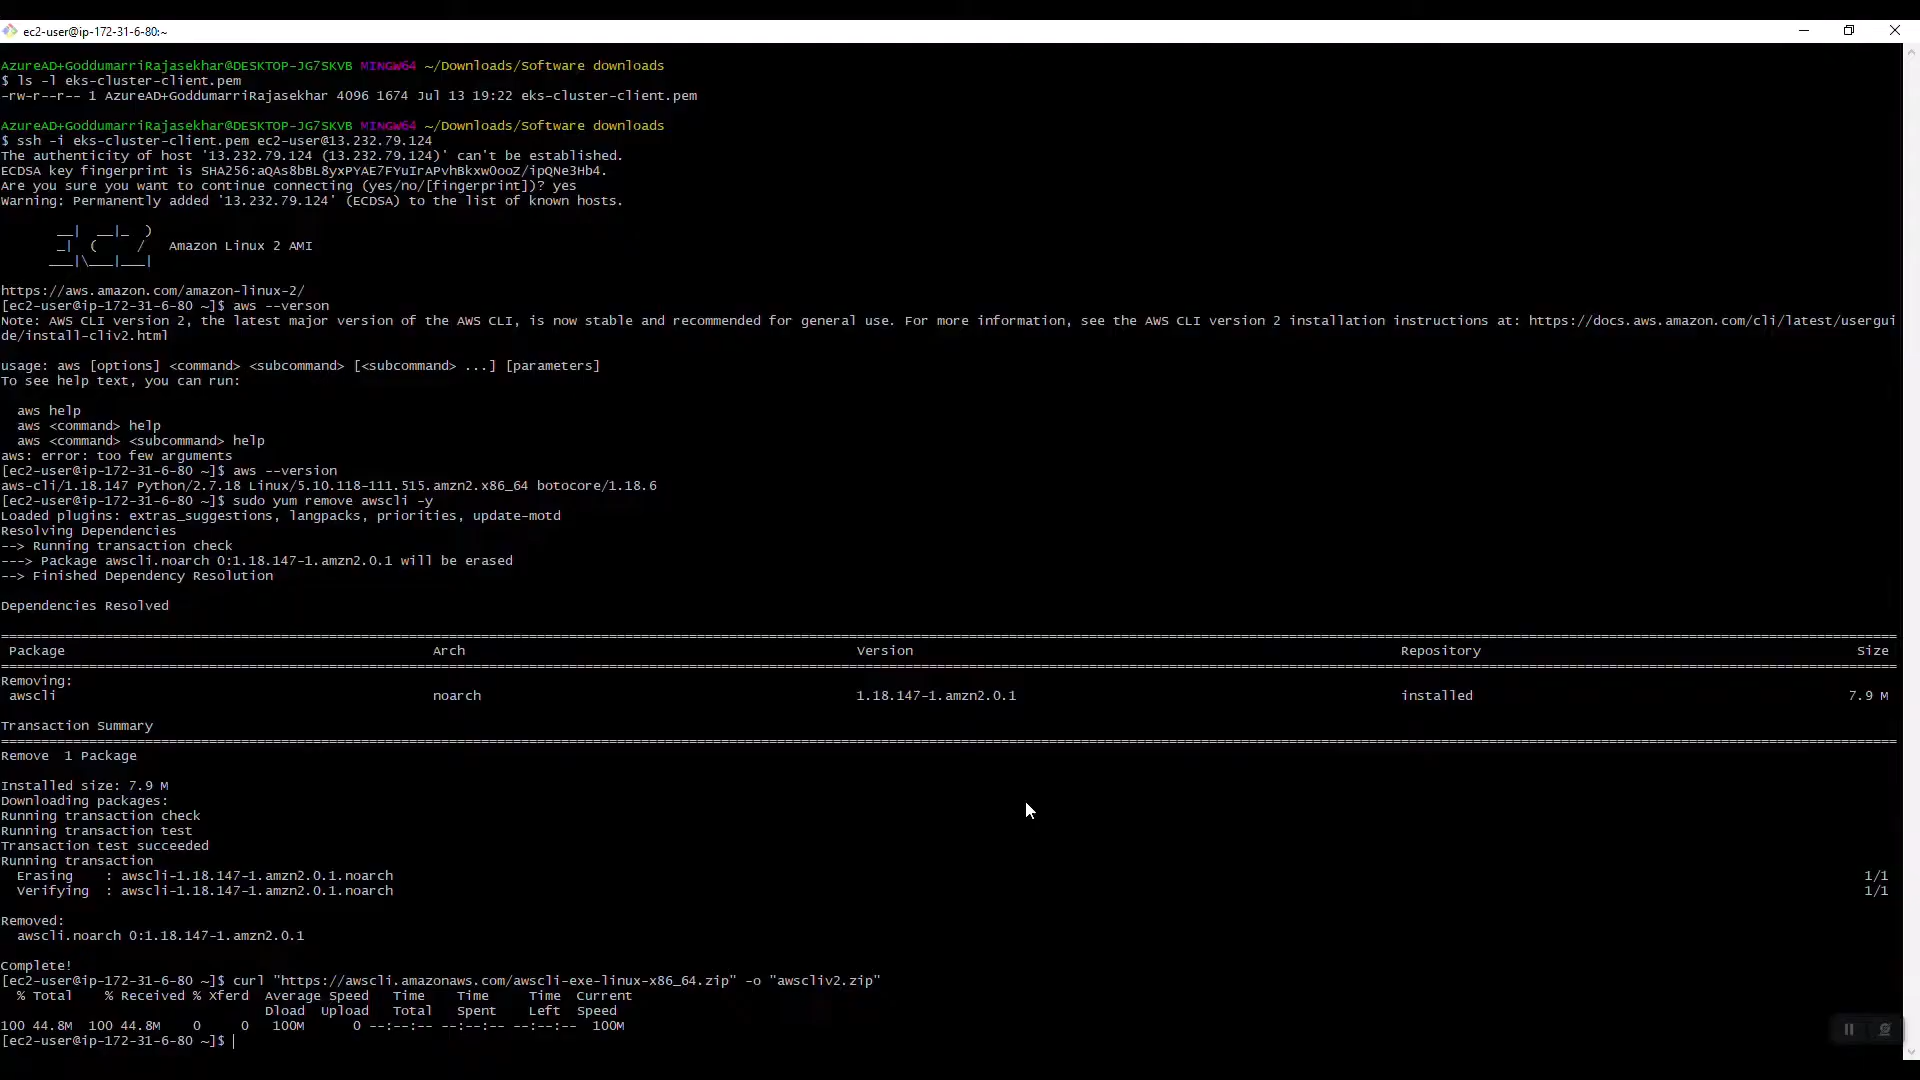 ec2-user@ip-172-31-6-80:~
AzureAD+GoddumarriRajasekhar@DESKTOP-JG7SKVB MINGW64 ~/Downloads/Software downloads
$ ls -l eks-cluster-client.pem
-rw-r--r-- 1 AzureAD+GoddumarriRajasekhar 4096 1674 Jul 13 19:22 eks-cluster-client.pem
AzureAD+GoddumarriRajasekhar@DESKTOP-JG7SKVB MINGW64 ~/Downloads/Software downloads
$ ssh -i eks-cluster-client.pem ec2-user@13.232.79.124
The authenticity of host '13.232.79.124 (13.232.79.124)' can't be established.
ECDSA key fingerprint is SHA256:aQAs8bBL8yxPYAE7FYuIrAPvhBkxw0ooZ/ipQNe3Hb4.
Are you sure you want to continue connecting (yes/no/[fingerprint])? yes
Warning: Permanently added '13.232.79.124' (ECDSA) to the list of known hosts.
       __|  __|_  )
       _|  (     /   Amazon Linux 2 AMI
      ___|\___|___|
https://aws.amazon.com/amazon-linux-2/
[ec2-user@ip-172-31-6-80 ~]$ aws --verson
Note: AWS CLI version 2, the latest major version of the AWS CLI, is now stable and recommended for general use. For more information, see the AWS CLI version 2 installation instructions at: https://docs.aws.amazon.com/cli/latest/usergui
de/install-cliv2.html
usage: aws [options] <command> <subcommand> [<subcommand> ...] [parameters]
To see help text, you can run:
  aws help
  aws <command> help
  aws <command> <subcommand> help
aws: error: too few arguments
[ec2-user@ip-172-31-6-80 ~]$ aws --version
aws-cli/1.18.147 Python/2.7.18 Linux/5.10.118-111.515.amzn2.x86_64 botocore/1.18.6
[ec2-user@ip-172-31-6-80 ~]$ sudo yum remove awscli -y
Loaded plugins: extras_suggestions, langpacks, priorities, update-motd
Resolving Dependencies
--> Running transaction check
---> Package awscli.noarch 0:1.18.147-1.amzn2.0.1 will be erased
--> Finished Dependency Resolution
Dependencies Resolved
Package Arch Version Repository Size
Removing:
awscli noarch 1.18.147-1.amzn2.0.1 installed 7.9 M
Transaction Summary
Remove  1 Package
Installed size: 7.9 M
Downloading packages:
Running transaction check
Running transaction test
Transaction test succeeded
Running transaction
  Erasing    : awscli-1.18.147-1.amzn2.0.1.noarch 1/1
  Verifying  : awscli-1.18.147-1.amzn2.0.1.noarch 1/1
Removed:
  awscli.noarch 0:1.18.147-1.amzn2.0.1
Complete!
[ec2-user@ip-172-31-6-80 ~]$ curl "https://awscli.amazonaws.com/awscli-exe-linux-x86_64.zip" -o "awscliv2.zip"
  % Total    % Received % Xferd  Average Speed   Time    Time     Time  Current
                                 Dload  Upload   Total   Spent    Left  Speed
100 44.8M  100 44.8M    0     0   100M      0 --:--:-- --:--:-- --:--:--  100M
[ec2-user@ip-172-31-6-80 ~]$